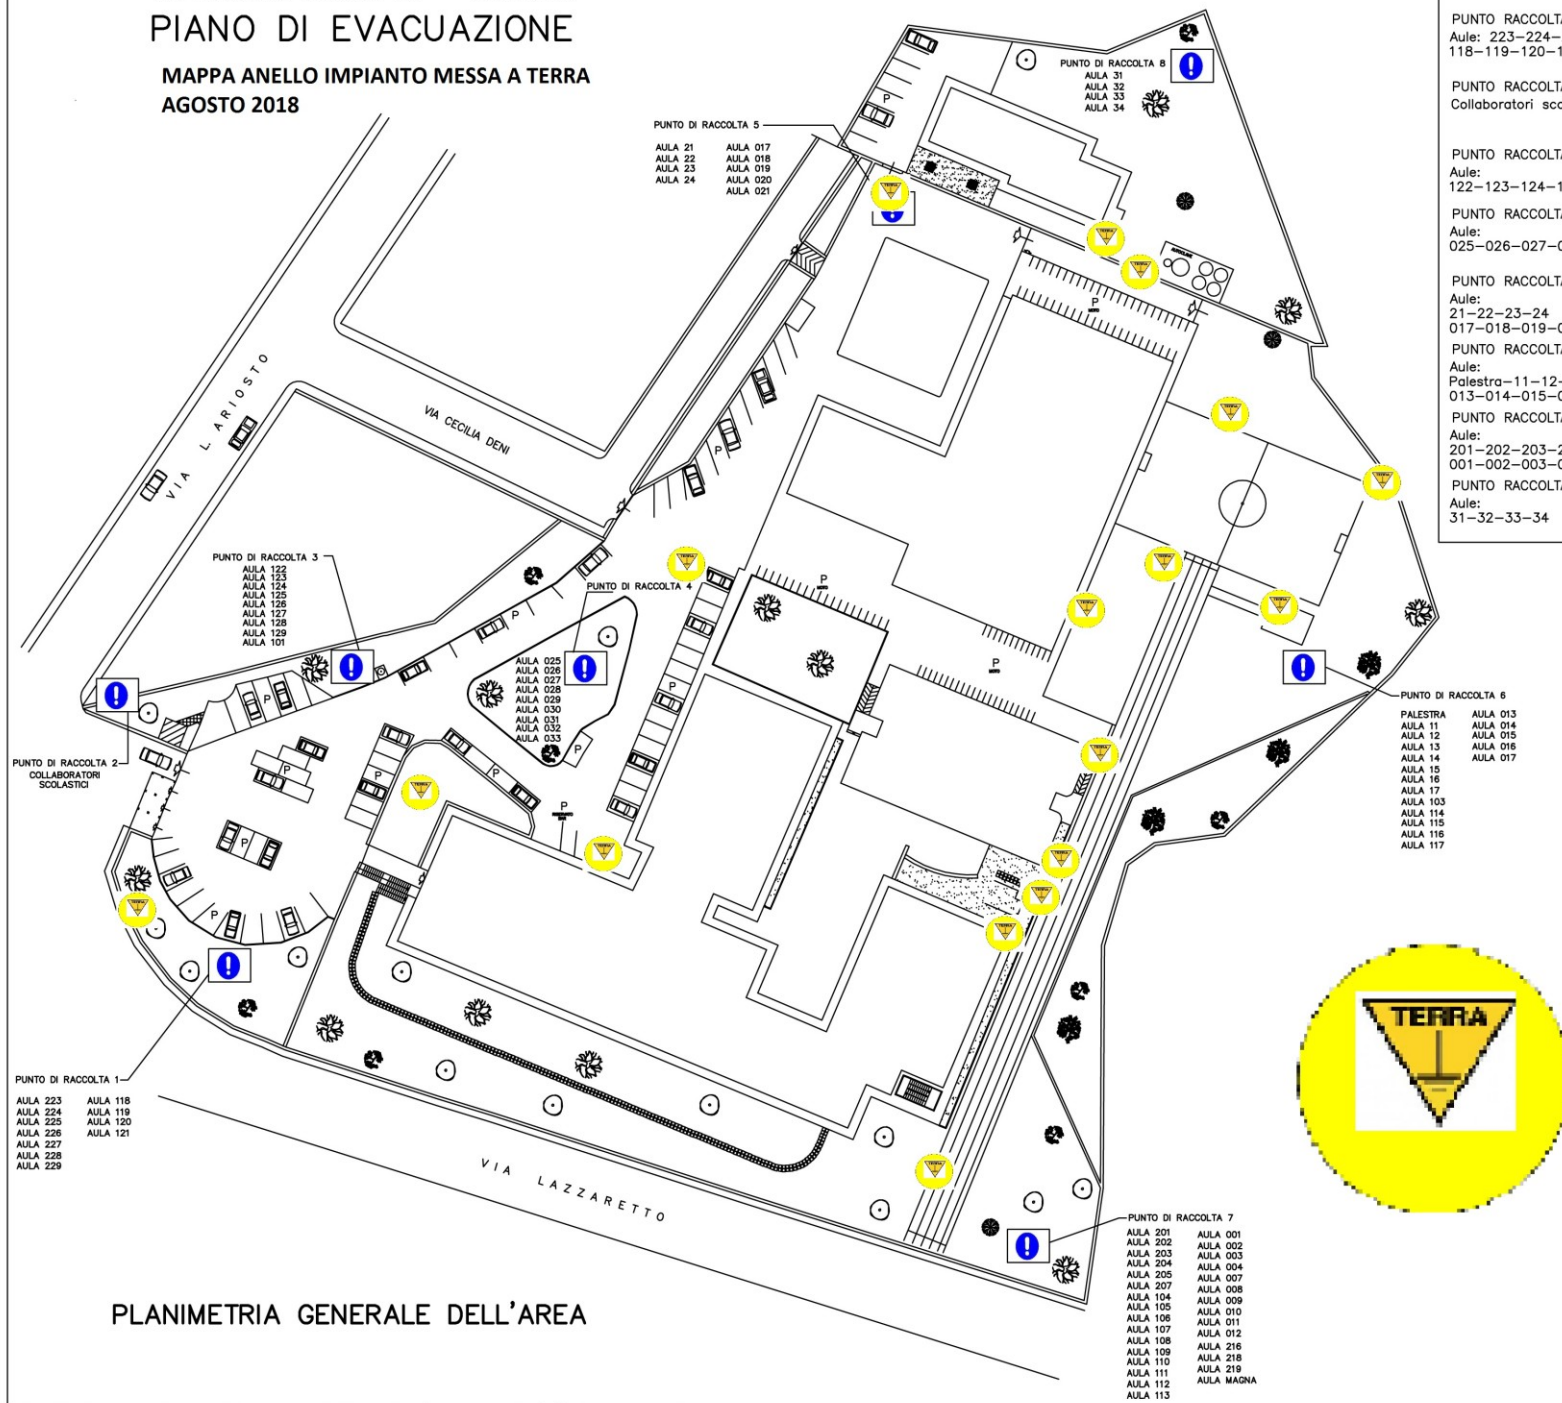 PIANO DI EVACUAZIONE
MAPPA ANELLO IMPIANTO MESSA A TERRA
AGOSTO 2018
PUNTO DI RACCOLTA 5
AULA 21 AULA 017
AULA 22 AULA 018
AULA 23 AULA 019
AULA 24 AULA 020
AULA 021
PUNTO DI RACCOLTA 8
AULA 31
AULA 32
AULA 33
AULA 34
PUNTO RACCOLTA
Aule: 223-224-
118-119-120-1
PUNTO RACCOLTA
Collaboratori sco
PUNTO RACCOLTA
Aule:
122-123-124-1
PUNTO RACCOLTA
Aule:
025-026-027-0
PUNTO RACCOLTA
Aule:
21-22-23-24
017-018-019-0
PUNTO RACCOLTA
Aule:
Palestra-11-12-
013-014-015-0
PUNTO RACCOLTA
Aule:
201-202-203-2
001-002-003-0
PUNTO RACCOLTA
Aule:
31-32-33-34
VIA L. ARIOSTO
VIA CECILIA DENI
PUNTO DI RACCOLTA 3
AULA 122
AULA 123
AULA 124
AULA 125
AULA 126
AULA 127
AULA 128
AULA 129
AULA 101
PUNTO DI RACCOLTA 4
AULA 025
AULA 026
AULA 027
AULA 028
AULA 029
AULA 030
AULA 031
AULA 032
AULA 033
PUNTO DI RACCOLTA 2
COLLABORATORI
SCOLASTICI
PUNTO DI RACCOLTA 6
PALESTRA AULA 013
AULA 11 AULA 014
AULA 12 AULA 015
AULA 13 AULA 016
AULA 14 AULA 017
AULA 15
AULA 16
AULA 17
AULA 103
AULA 114
AULA 115
AULA 116
AULA 117
TERRA
PUNTO DI RACCOLTA 1
AULA 223 AULA 118
AULA 224 AULA 119
AULA 225 AULA 120
AULA 226 AULA 121
AULA 227
AULA 228
AULA 229
VIA LAZZARETTO
PUNTO DI RACCOLTA 7
AULA 201 AULA 001
AULA 202 AULA 002
AULA 203 AULA 003
AULA 204 AULA 004
AULA 205 AULA 007
AULA 207 AULA 008
AULA 104 AULA 009
AULA 105 AULA 010
AULA 106 AULA 011
AULA 107 AULA 012
AULA 108 AULA 216
AULA 109 AULA 218
AULA 110 AULA 219
AULA 111 AULA MAGNA
AULA 112
AULA 113
PLANIMETRIA GENERALE DELL'AREA